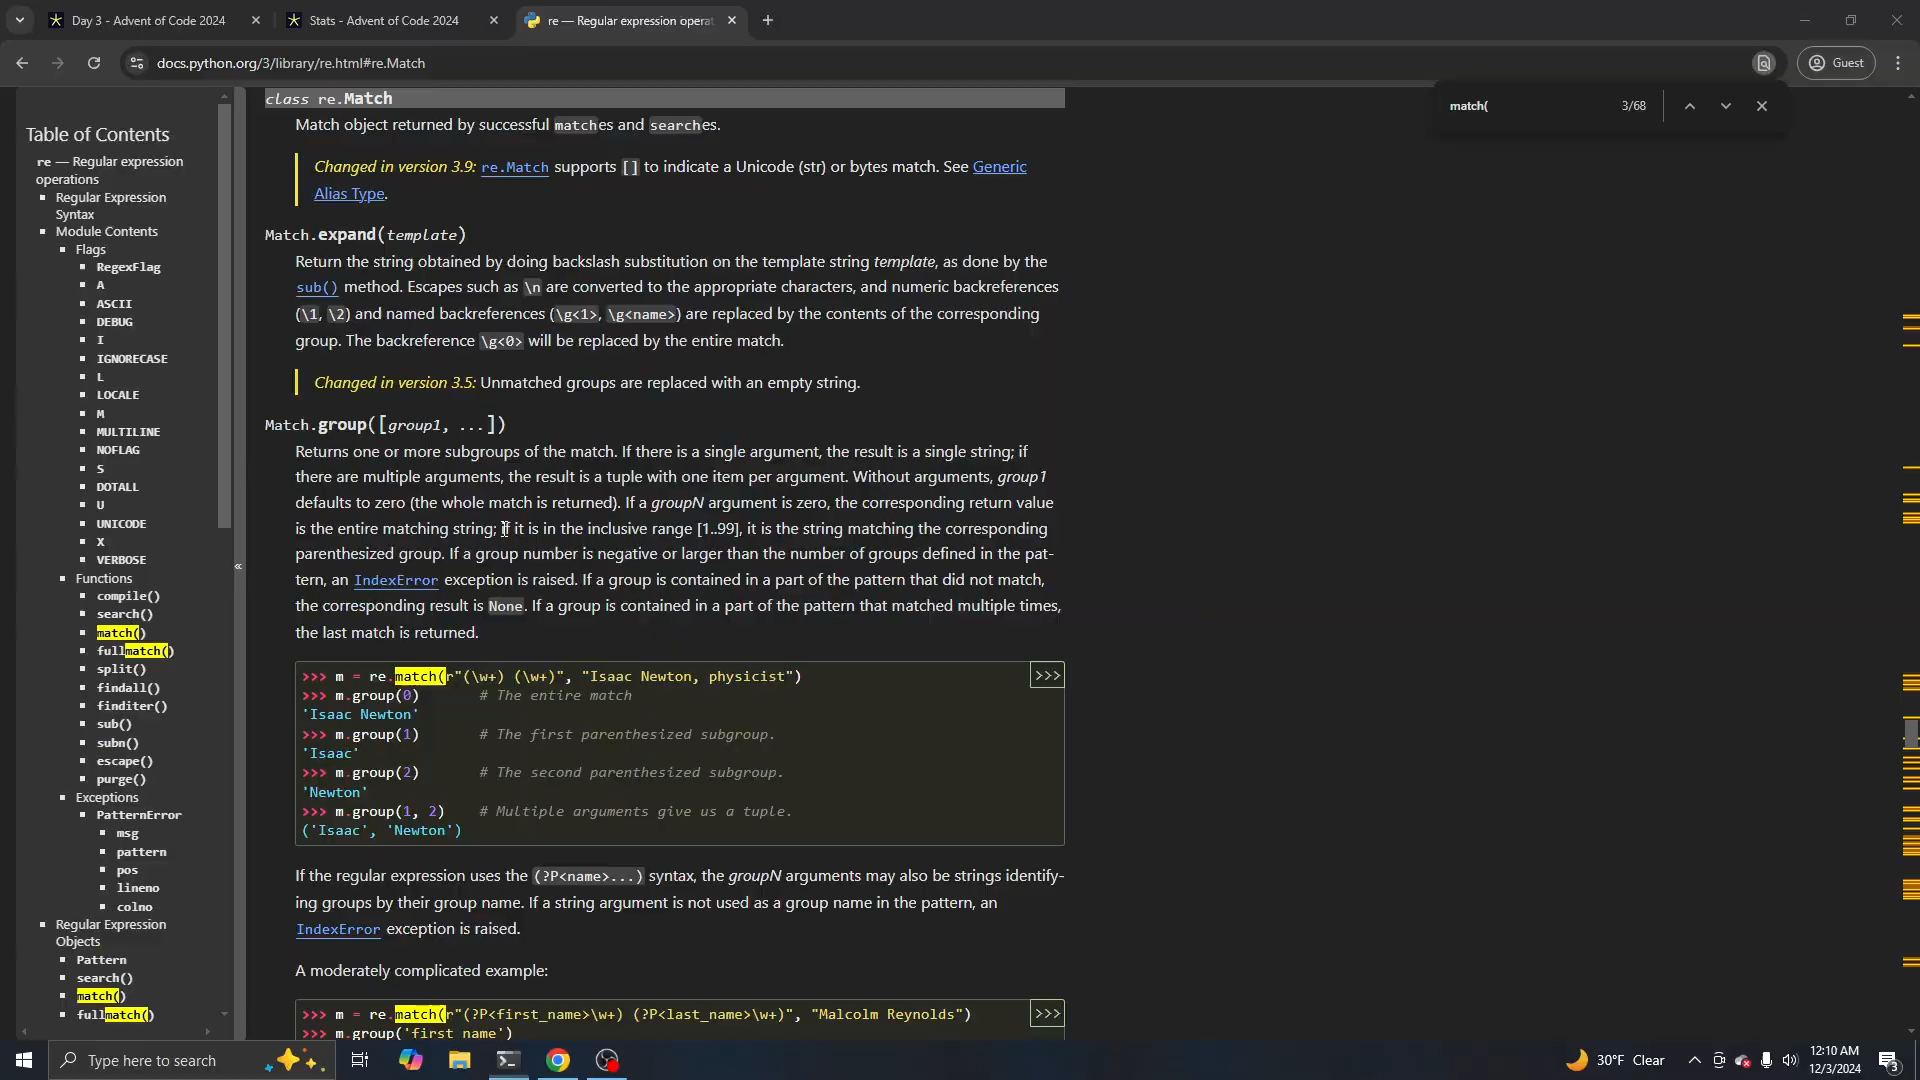 Day 3 - Advent of Code 2024
Stats - Advent of Code 2024
re — Regular expression operat
docs.python.org/3/library/re.html#re.Match
Guest
match(
3/68
Table of Contents
re — Regular expression
operations
Regular Expression
Syntax
Module Contents
Flags
RegexFlag
A
ASCII
DEBUG
I
IGNORECASE
L
LOCALE
M
MULTILINE
NOFLAG
S
DOTALL
U
UNICODE
X
VERBOSE
Functions
compile()
search()
match()
fullmatch()
split()
findall()
finditer()
sub()
subn()
escape()
purge()
Exceptions
PatternError
msg
pattern
pos
lineno
colno
Regular Expression
Objects
Pattern
search()
match()
fullmatch()
«
class re.Match
Match object returned by successful matches and searches.
Changed in version 3.9: re.Match supports [] to indicate a Unicode (str) or bytes match. See Generic
Alias Type.
Match.expand(template)
Return the string obtained by doing backslash substitution on the template string template, as done by the
sub() method. Escapes such as \n are converted to the appropriate characters, and numeric backreferences
(\1, \2) and named backreferences (\g<1>, \g<name>) are replaced by the contents of the corresponding
group. The backreference \g<0> will be replaced by the entire match.
Changed in version 3.5: Unmatched groups are replaced with an empty string.
Match.group([group1, ...])
Returns one or more subgroups of the match. If there is a single argument, the result is a single string; if
there are multiple arguments, the result is a tuple with one item per argument. Without arguments, group1
defaults to zero (the whole match is returned). If a groupN argument is zero, the corresponding return value
is the entire matching string; if it is in the inclusive range [1..99], it is the string matching the corresponding
parenthesized group. If a group number is negative or larger than the number of groups defined in the pat-
tern, an IndexError exception is raised. If a group is contained in a part of the pattern that did not match,
the corresponding result is None. If a group is contained in a part of the pattern that matched multiple times,
the last match is returned.
>>> m = re.match(r"(\w+) (\w+)", "Isaac Newton, physicist")
>>>
>>> m.group(0)       # The entire match
'Isaac Newton'
>>> m.group(1)       # The first parenthesized subgroup.
'Isaac'
>>> m.group(2)       # The second parenthesized subgroup.
'Newton'
>>> m.group(1, 2)    # Multiple arguments give us a tuple.
('Isaac', 'Newton')
If the regular expression uses the (?P<name>...) syntax, the groupN arguments may also be strings identify-
ing groups by their group name. If a string argument is not used as a group name in the pattern, an
IndexError exception is raised.
A moderately complicated example:
>>> m = re.match(r"(?P<first_name>\w+) (?P<last_name>\w+)", "Malcolm Reynolds")
>>>
>>> m.group('first_name')
Type here to search
30°F Clear
12:10 AM
12/3/2024
3